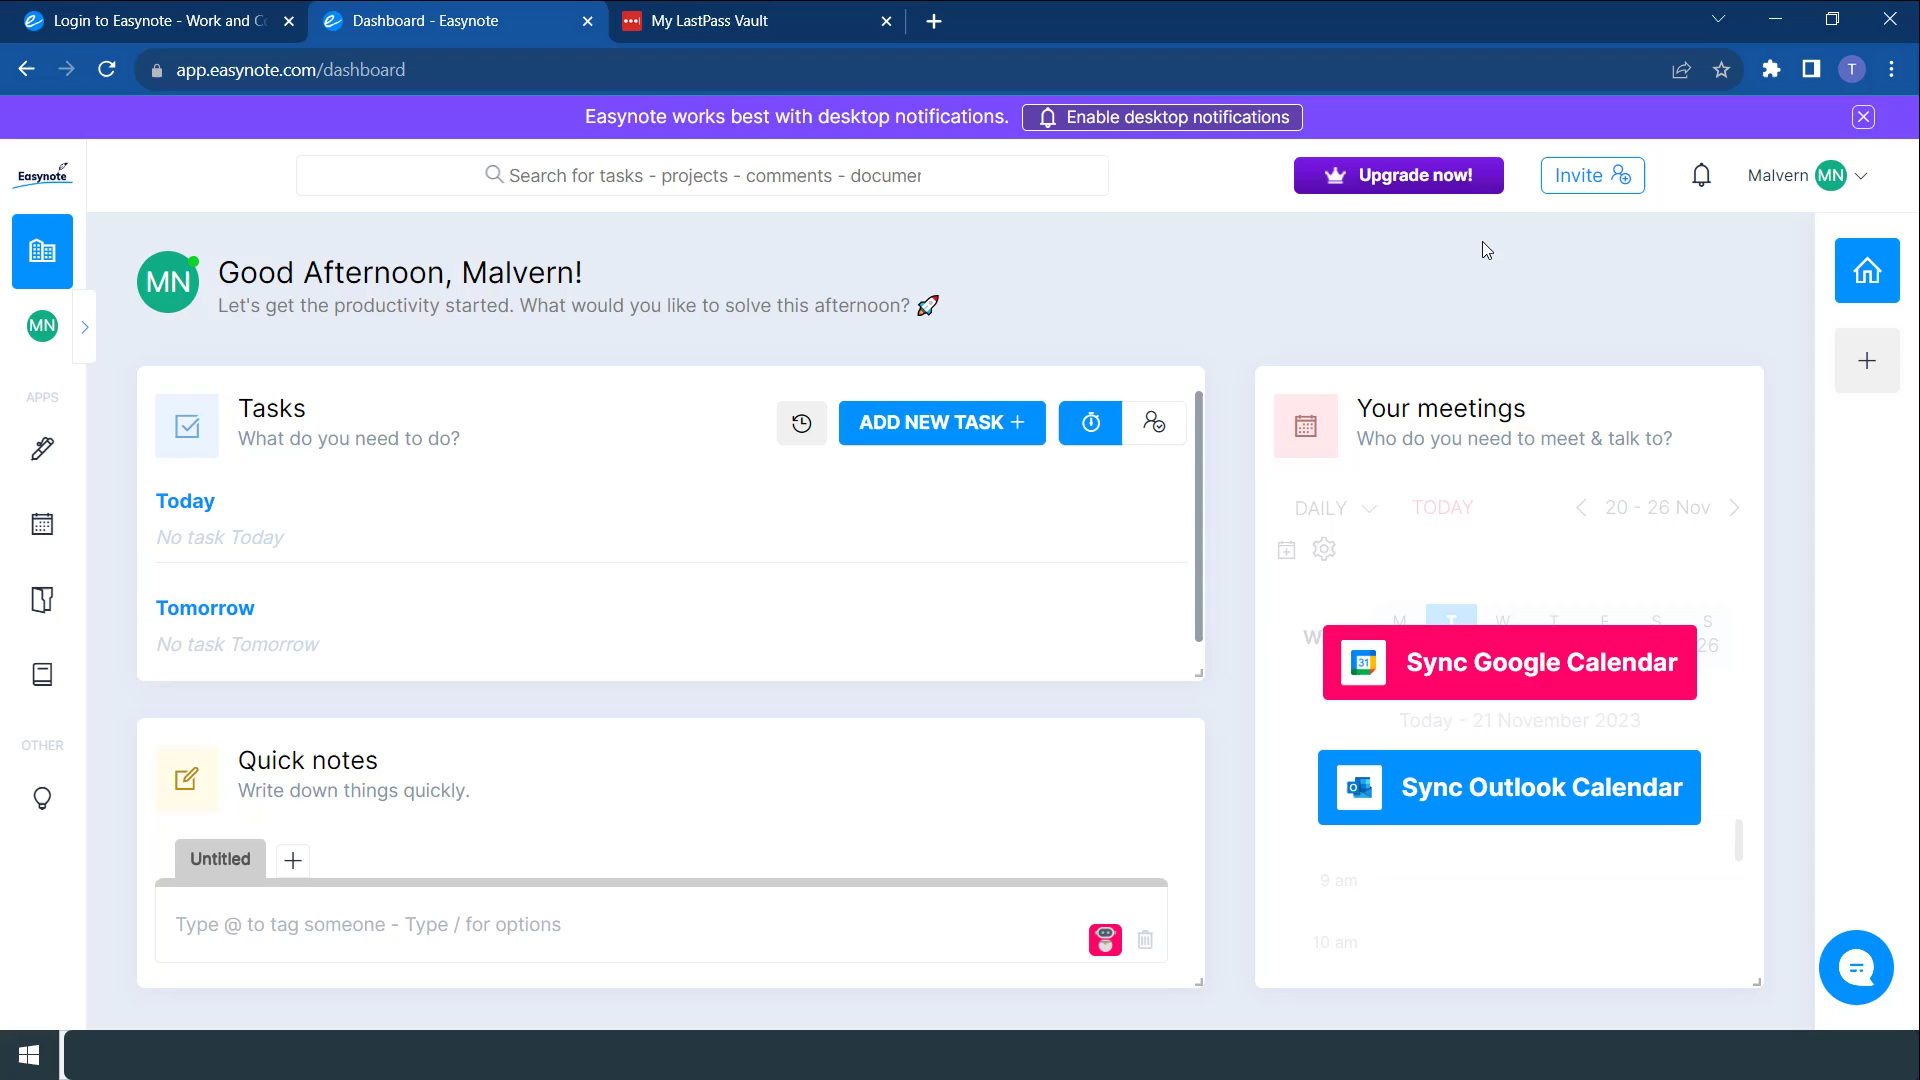 Login to Easynote - Work and Co
Dashboard - Easynote
My LastPass Vault
app.easynote.com/dashboard
T
Easynote works best with desktop notifications.
Enable desktop notifications
Easynote
Search for tasks - projects - comments - documen
Upgrade now!
Invite
Malvern MN
MN
Good Afternoon, Malvern!
Let's get the productivity started. What would you like to solve this afternoon?
MN
APPS
OTHER
Tasks
What do you need to do?
ADD NEW TASK +
Today
No task Today
Tomorrow
No task Tomorrow
Quick notes
Write down things quickly.
Untitled
Type @ to tag someone - Type / for options
Your meetings
Who do you need to meet & talk to?
DAILY
TODAY
20 - 26 Nov
M T W T F S S
W
26
31 Sync Google Calendar
Today - 21 November 2023
Sync Outlook Calendar
9 am
10 am